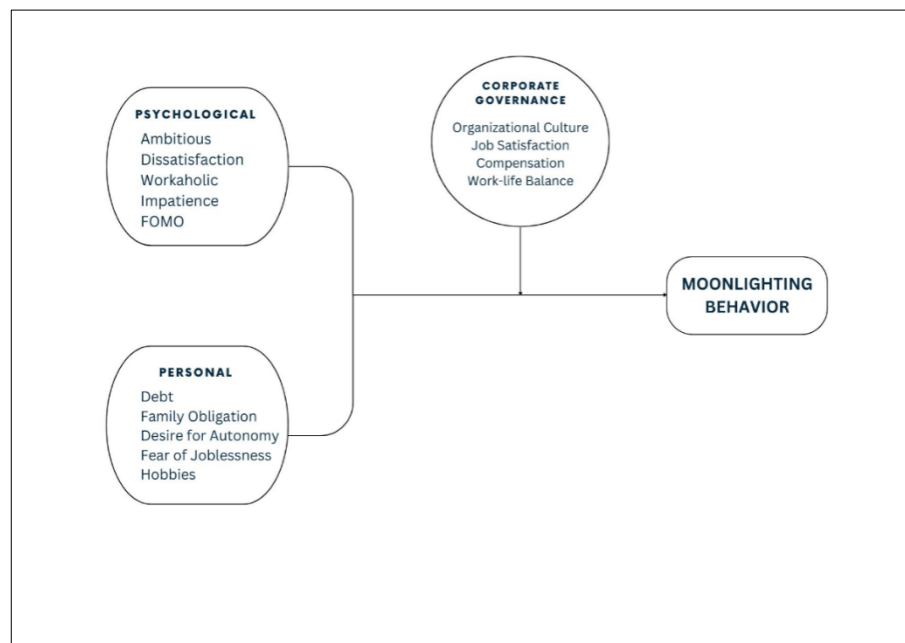 PSYCHOLOGICAL
Ambitious
Dissatisfaction
Workaholic
Impatience
FOMO
CORPORATE
GOVERNANCE
Organizational Culture
Job Satisfaction
Compensation
Work-life Balance
MOONLIGHTING
BEHAVIOR
PERSONAL
Debt
Family Obligation
Desire for Autonomy
Fear of Joblessness
Hobbies